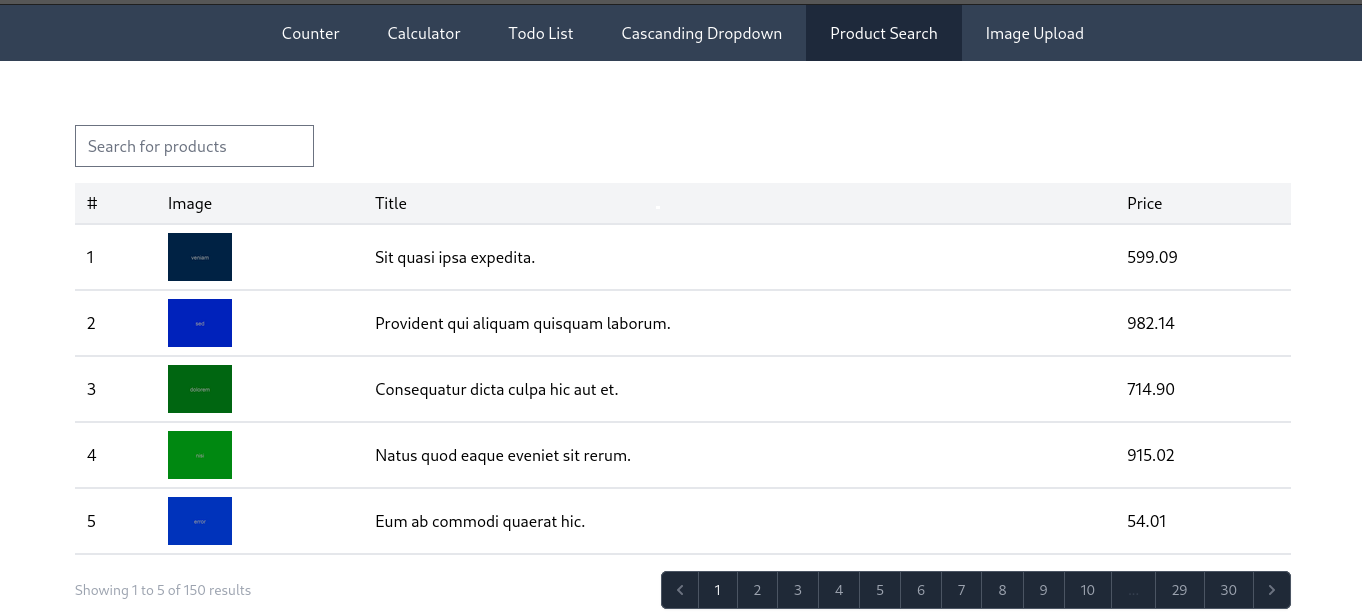 Counter Calculator Todo List Cascanding Dropdown Product Search Image Upload
Search for products
# Image Title Price
1 veniam Sit quasi ipsa expedita. 599.09
2 sed Provident qui aliquam quisquam laborum. 982.14
3 dolorem Consequatur dicta culpa hic aut et. 714.90
4 Natus quod eaque eveniet sit rerum. 915.02
5 error Eum ab commodi quaerat hic. 54.01
Showing 1 to 5 of 150 results < 1 2 3 4 5 6 7 8 9 10 ... 29 30 >